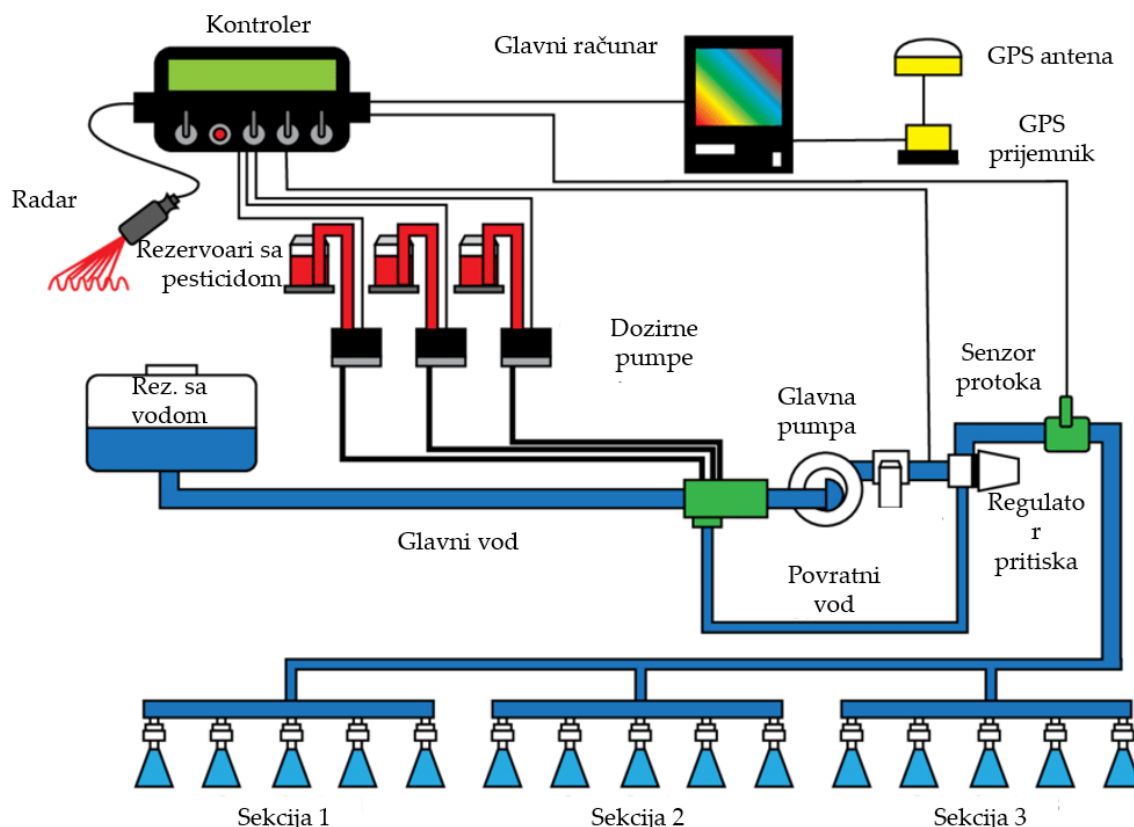 Kontroler
Glavni računar
GPS antena
GPS
prijemnik
Radar
Rezervoari sa
pesticidom
Dozirne
pumpe
Senzor
protoka
Rez. sa
vodom
Glavna
pumpa
Regulato
r
pritiska
Glavni vod
Povratni
vod
Sekcija 1
Sekcija 2
Sekcija 3